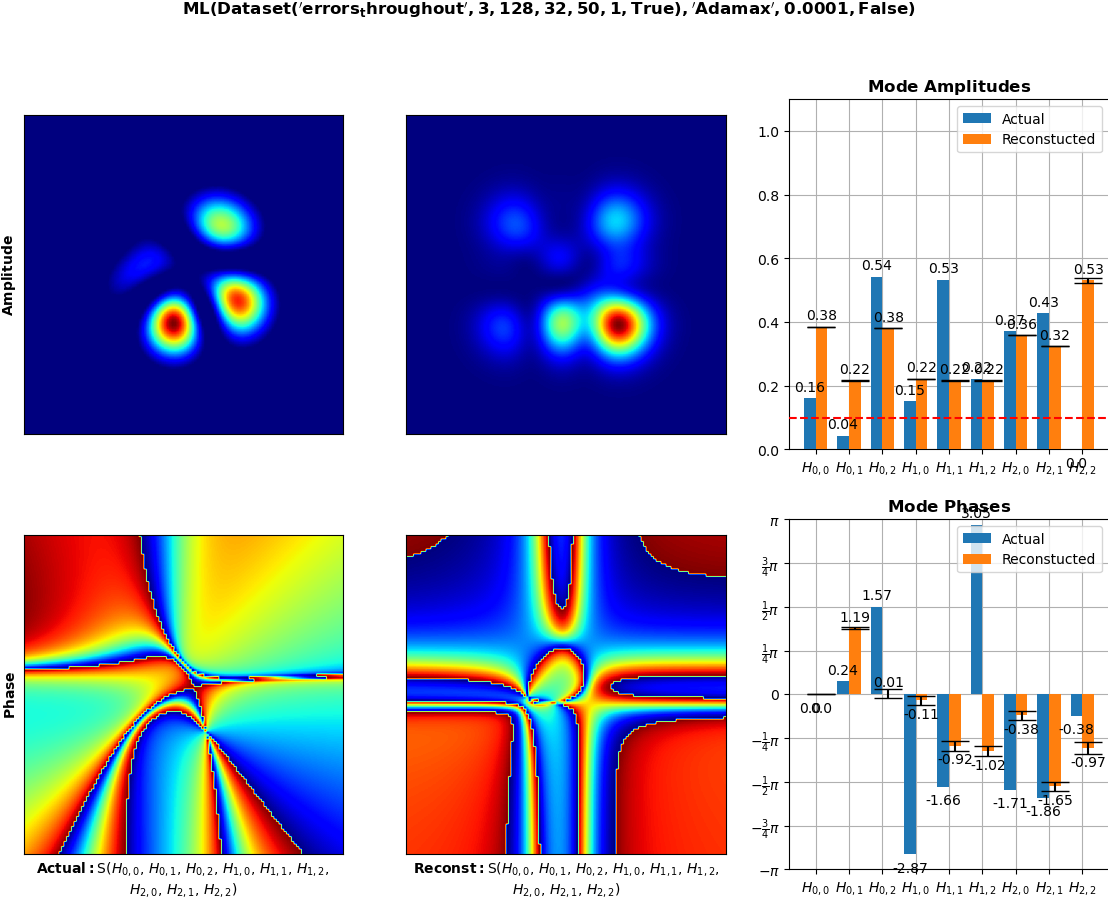 ML(Dataset('errors_throughout', 3, 128, 32, 50, 1, True), 'Adamax', 0.0001, False)
Amplitude
Mode Amplitudes
Actual
Reconstucted
1.0
0.8
0.6
0.4
0.2
0.0
0.16
0.38
0.04
0.22
0.54
0.38
0.15
0.22
0.53
0.22
0.22
0.22
0.37
0.36
0.43
0.32
0.0
0.53
H0,0 H0,1 H0,2 H1,0 H1,1 H1,2 H2,0 H2,1 H2,2
Phase
Actual: S(H0,0, H0,1, H0,2, H1,0, H1,1, H1,2,
H2,0, H2,1, H2,2)
Reconst: S(H0,0, H0,1, H0,2, H1,0, H1,1, H1,2,
H2,0, H2,1, H2,2)
Mode Phases
Actual
Reconstucted
π
3/4π
1/2π
1/4π
0
−1/4π
−1/2π
−3/4π
−π
0.0
0.0
0.24
1.19
1.57
0.01
-2.87
-0.11
-1.66
-0.92
3.05
-1.02
-1.71
-0.38
-1.86
-1.65
-0.38
-0.97
H0,0 H0,1 H0,2 H1,0 H1,1 H1,2 H2,0 H2,1 H2,2